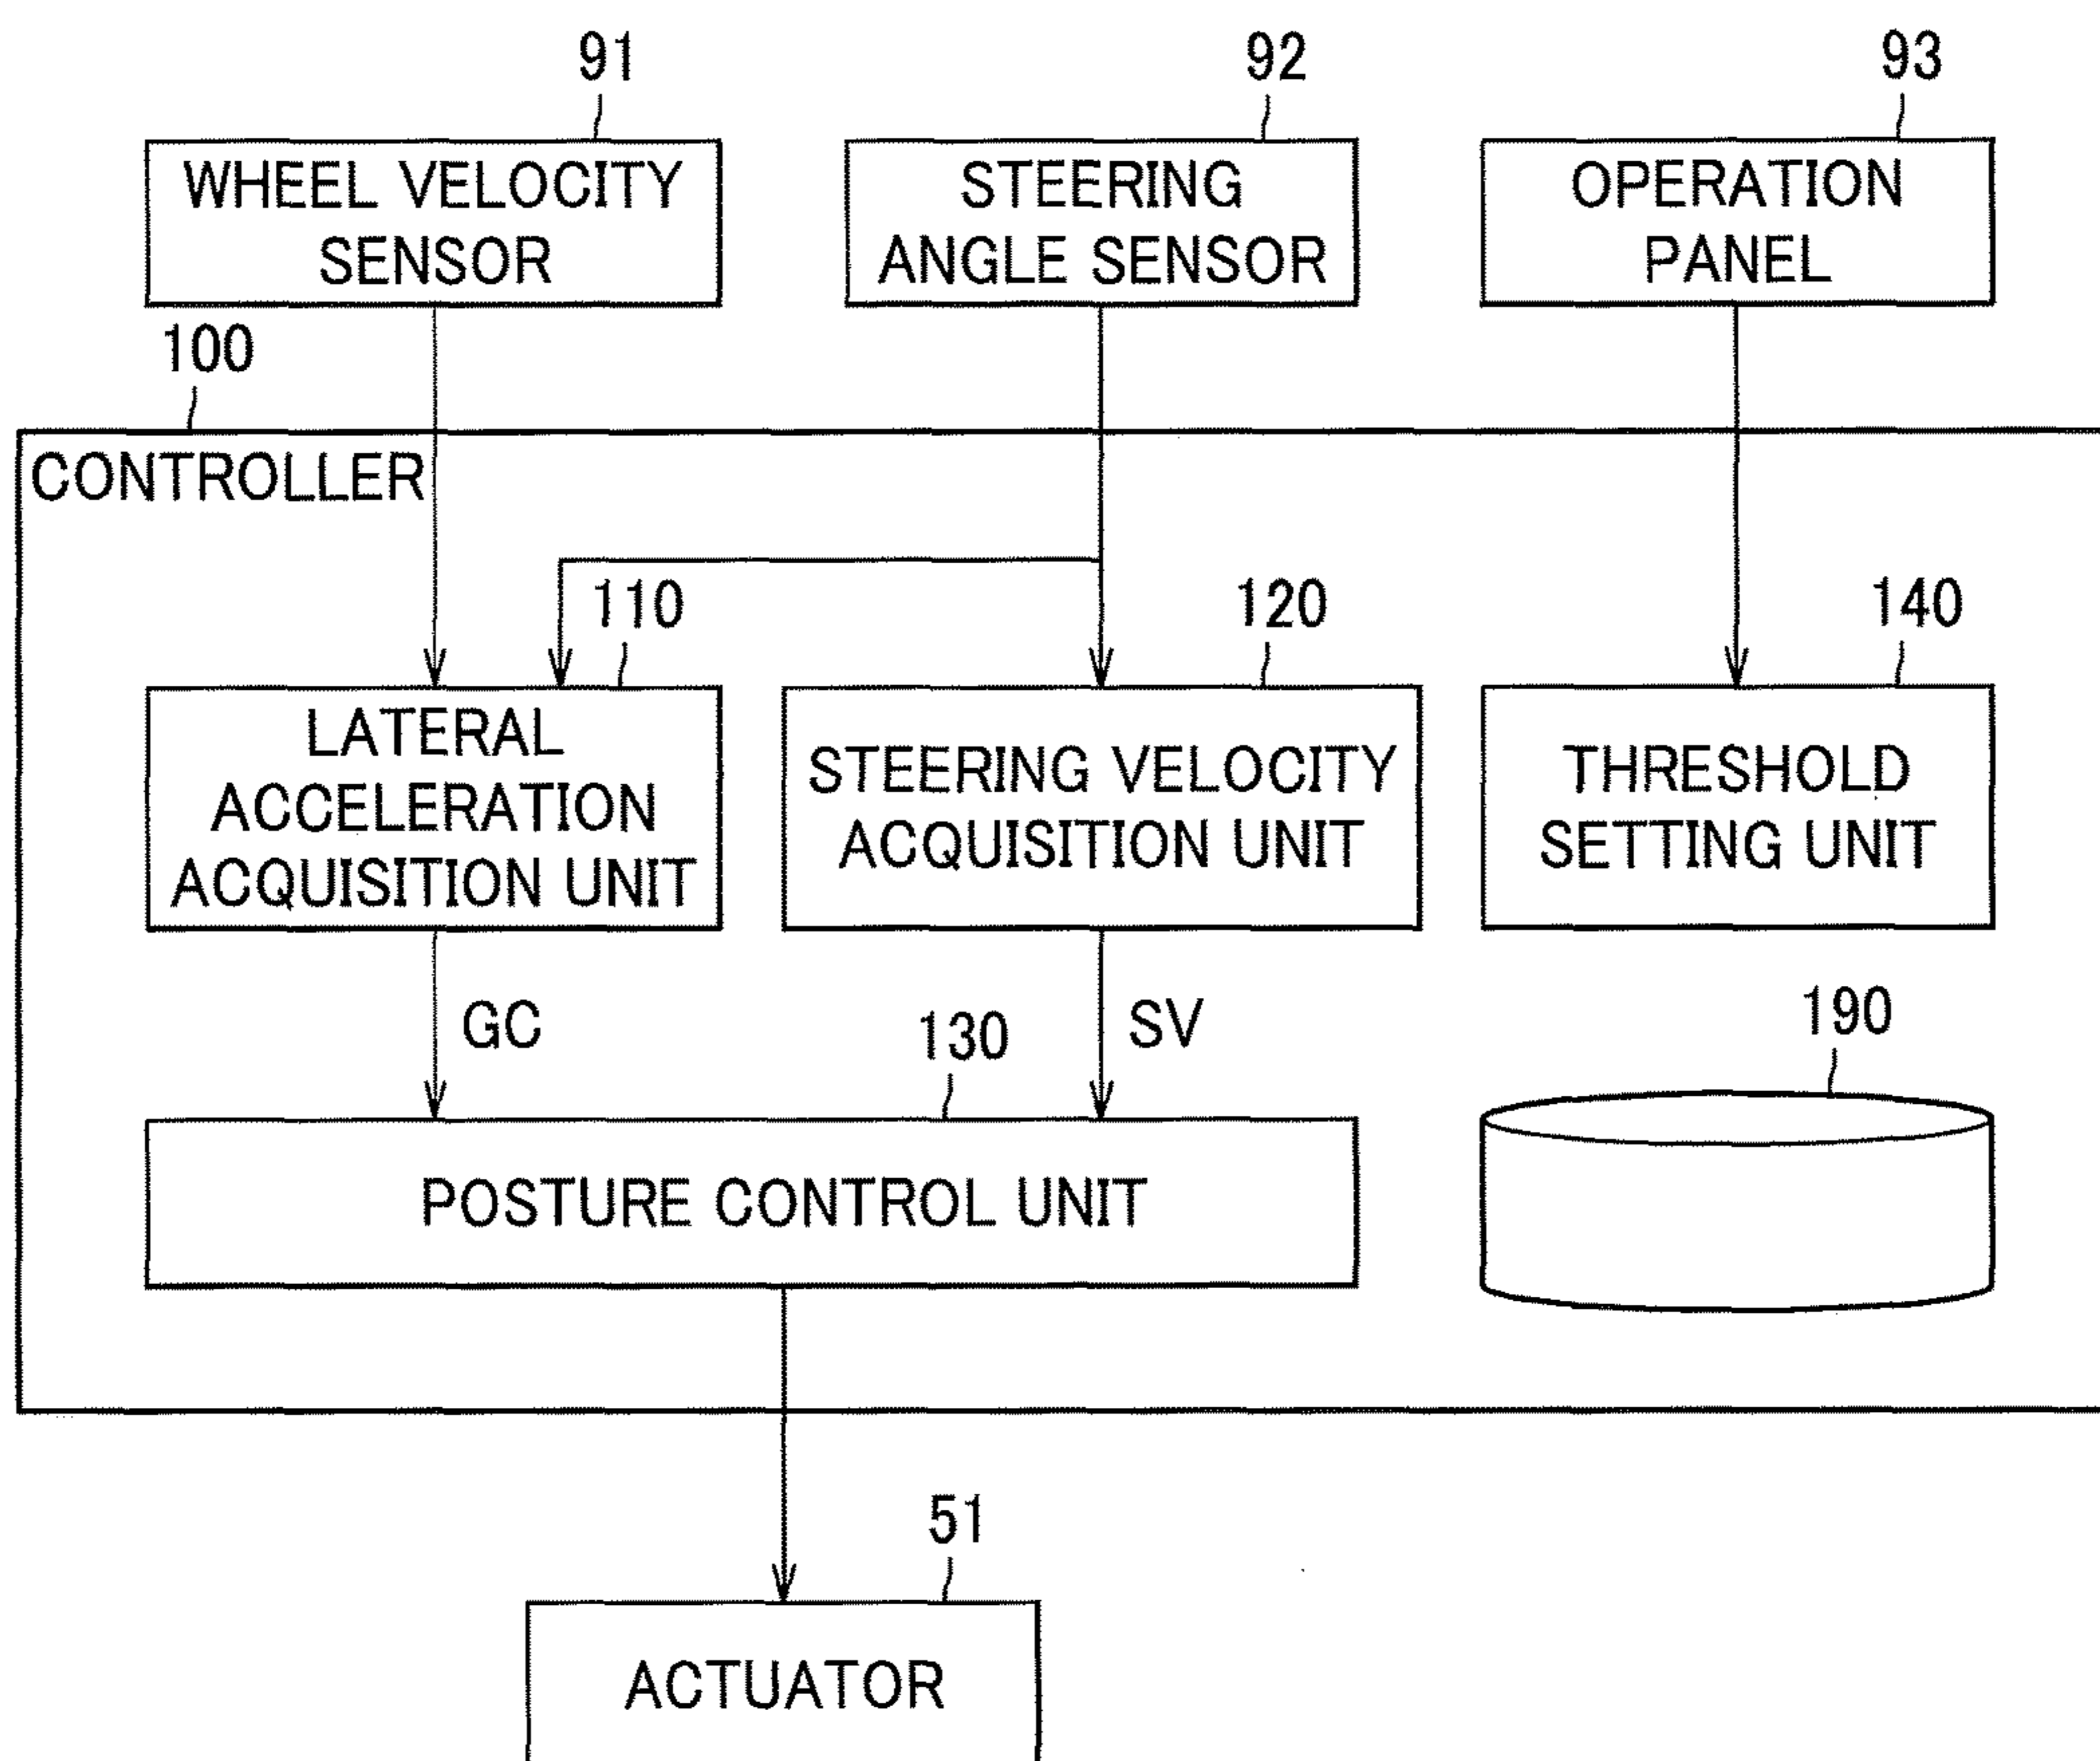 91
92
93
WHEEL VELOCITY
SENSOR
STEERING
ANGLE SENSOR
OPERATION
PANEL
100
CONTROLLER
110
120
140
LATERAL
ACCELERATION
ACQUISITION UNIT
STEERING VELOCITY
ACQUISITION UNIT
THRESHOLD
SETTING UNIT
GC
SV
130
190
POSTURE CONTROL UNIT
51
ACTUATOR